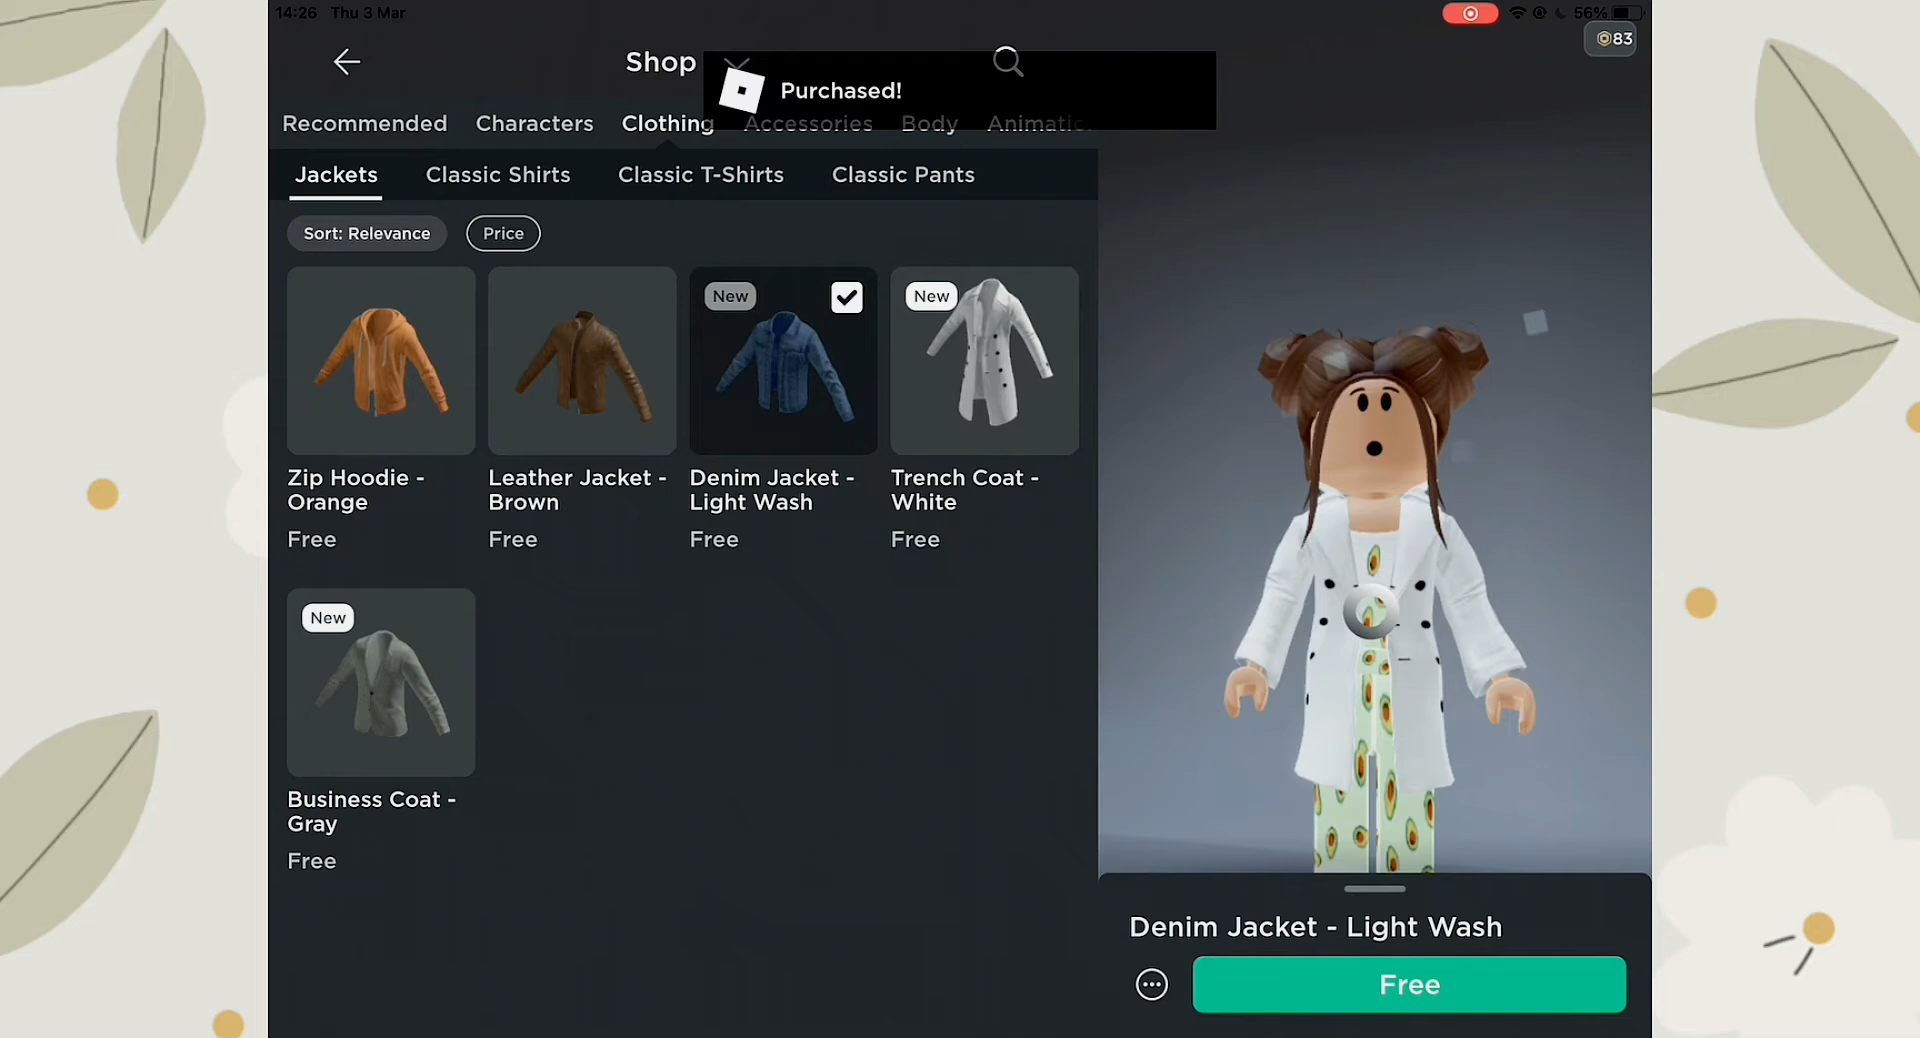 14:26 Thu 3 Mar
56%
83
Shop
Purchased!
Recommended Characters Clothing Accessories Body Animatio
Jackets Classic Shirts Classic T-Shirts Classic Pants
Sort: Relevance Price
New New
Zip Hoodie - Orange
Leather Jacket - Brown
Denim Jacket - Light Wash
Trench Coat - White
Free Free Free Free
New
Business Coat -
Gray
Free
Denim Jacket - Light Wash
Free